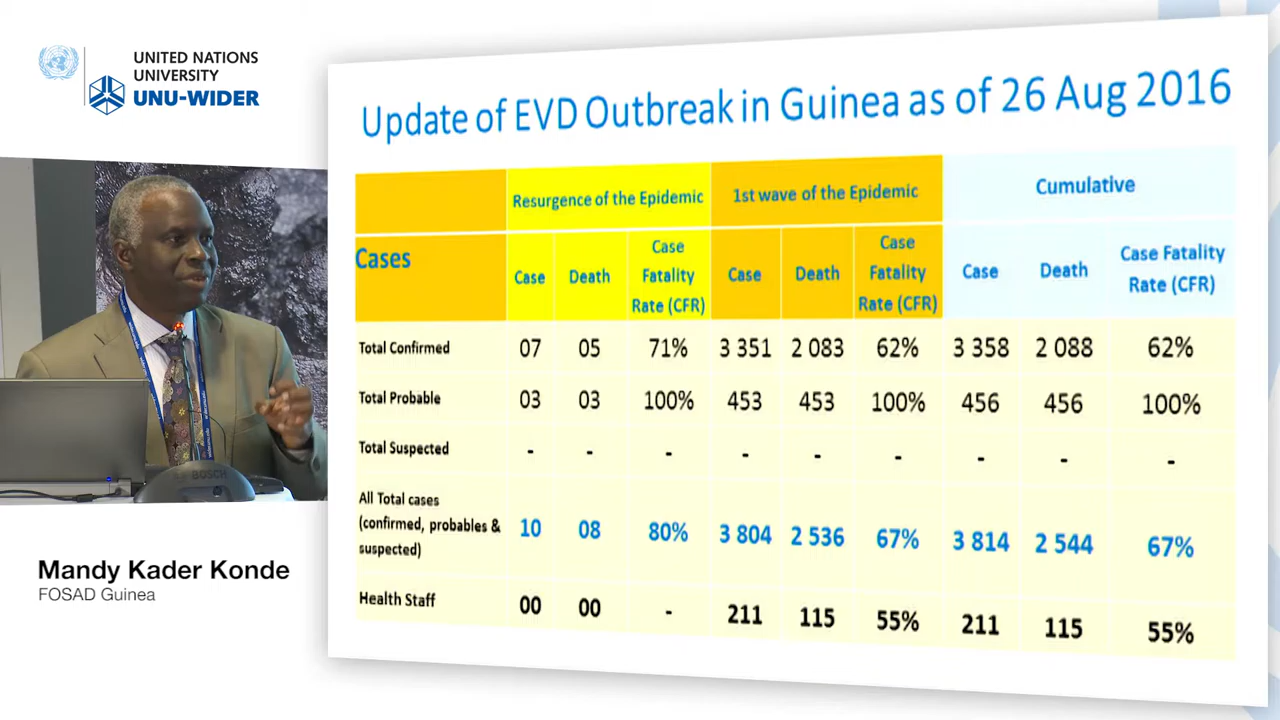 UNITED NATIONS
UNIVERSITY
UNU-WIDER
Update of EVD Outbreak in Guinea as of 26 Aug 2016
Resurgence of the Epidemic 1st wave of the Epidemic Cumulative
Cases Case Death Case Fatality Rate (CFR) Case Death Case Fatality Rate (CFR) Case Death Case Fatality Rate (CFR)
Total Confirmed 07 05 71% 3 351 2 083 62% 3 358 2 088 62%
Total Probable 03 03 100% 453 453 100% 456 456 100%
Total Suspected - - - - - - - - -
All Total cases
(confirmed, probables &
suspected) 10 08 80% 3 804 2 536 67% 3 814 2 544 67%
Health Staff 00 00 - 211 115 55% 211 115 55%
BOSCH
Mandy Kader Konde
FOSAD Guinea